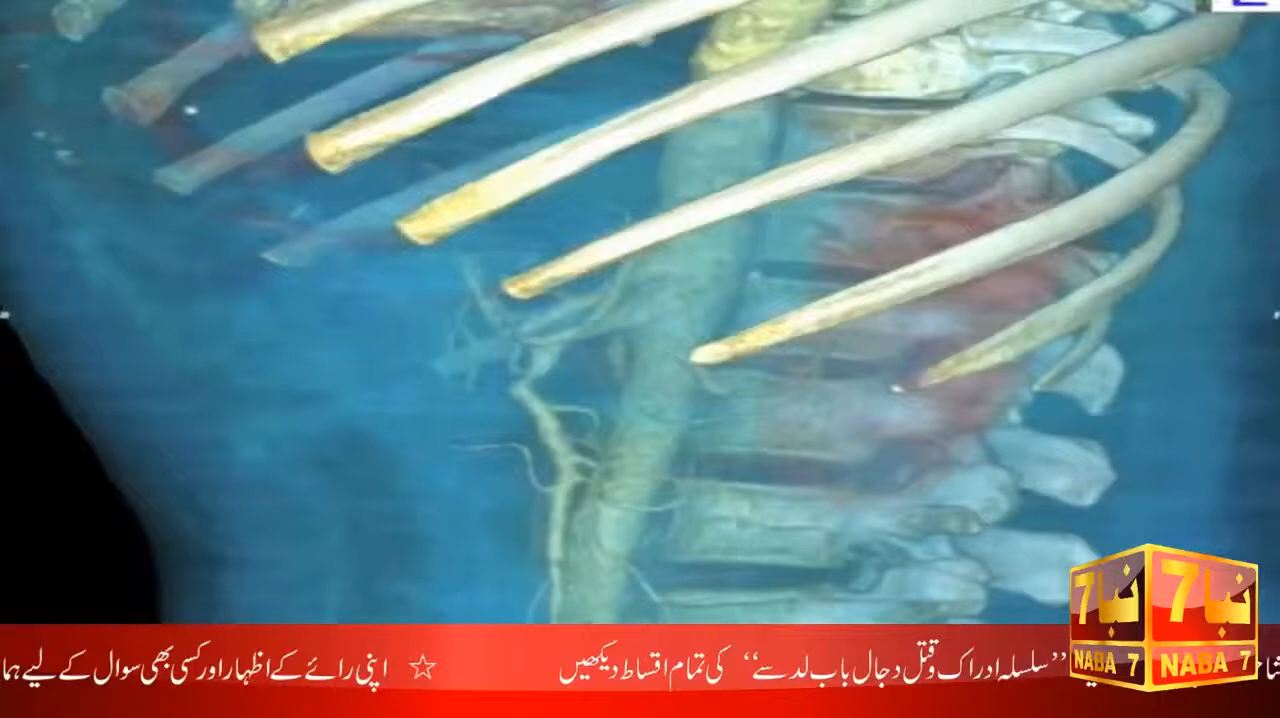 نبا 7
نبا 7
NABA 7
NABA 7
”سلسلہ ادراک و قتل دجال باب لد سے“ کی تمام اقساط دیکھیں ☆ اپنی رائے کے اظہار اور کسی بھی سوال کے لیے